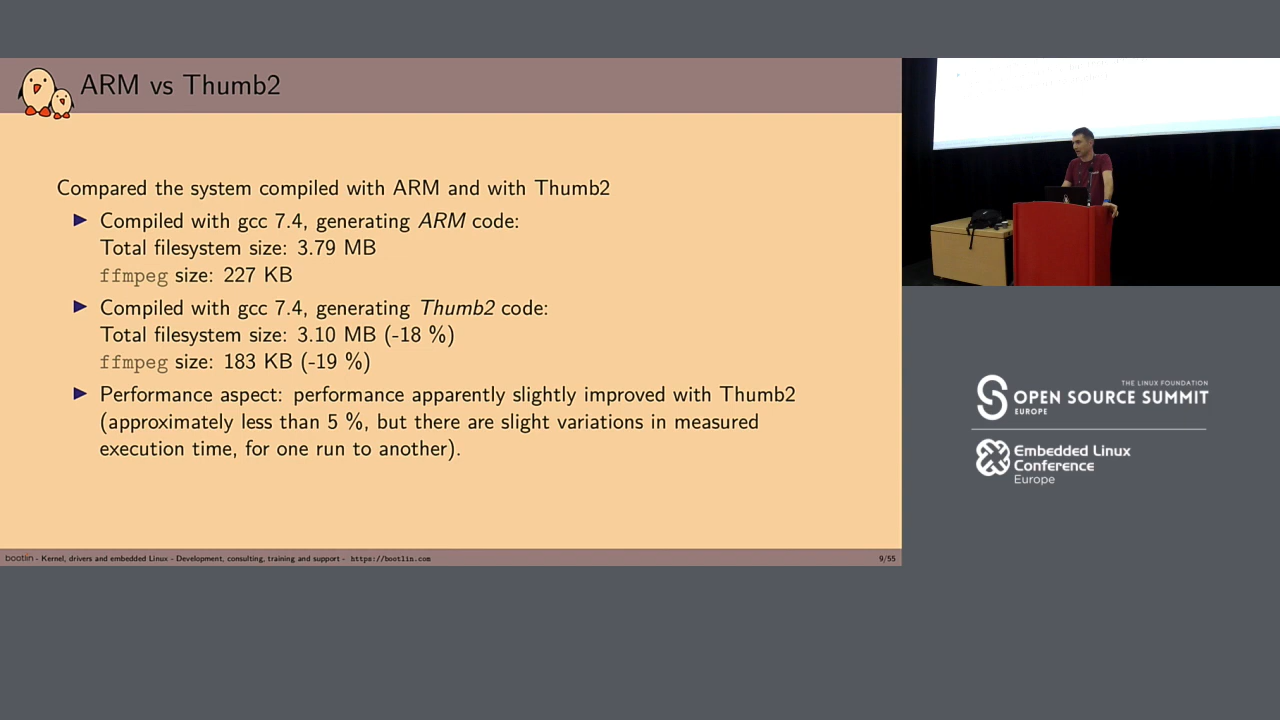 ARM vs Thumb2
Compared the system compiled with ARM and with Thumb2
▶ Compiled with gcc 7.4, generating ARM code:
Total filesystem size: 3.79 MB
ffmpeg size: 227 KB
▶ Compiled with gcc 7.4, generating Thumb2 code:
Total filesystem size: 3.10 MB (-18 %)
ffmpeg size: 183 KB (-19 %)
▶ Performance aspect: performance apparently slightly improved with Thumb2
(approximately less than 5 %, but there are slight variations in measured
execution time, for one run to another).
bootlin - Kernel, drivers and embedded Linux - Development, consulting, training and support - https://bootlin.com
9/55
THE LINUX FOUNDATION
OPEN SOURCE SUMMIT
EUROPE
Embedded Linux
Conference
Europe